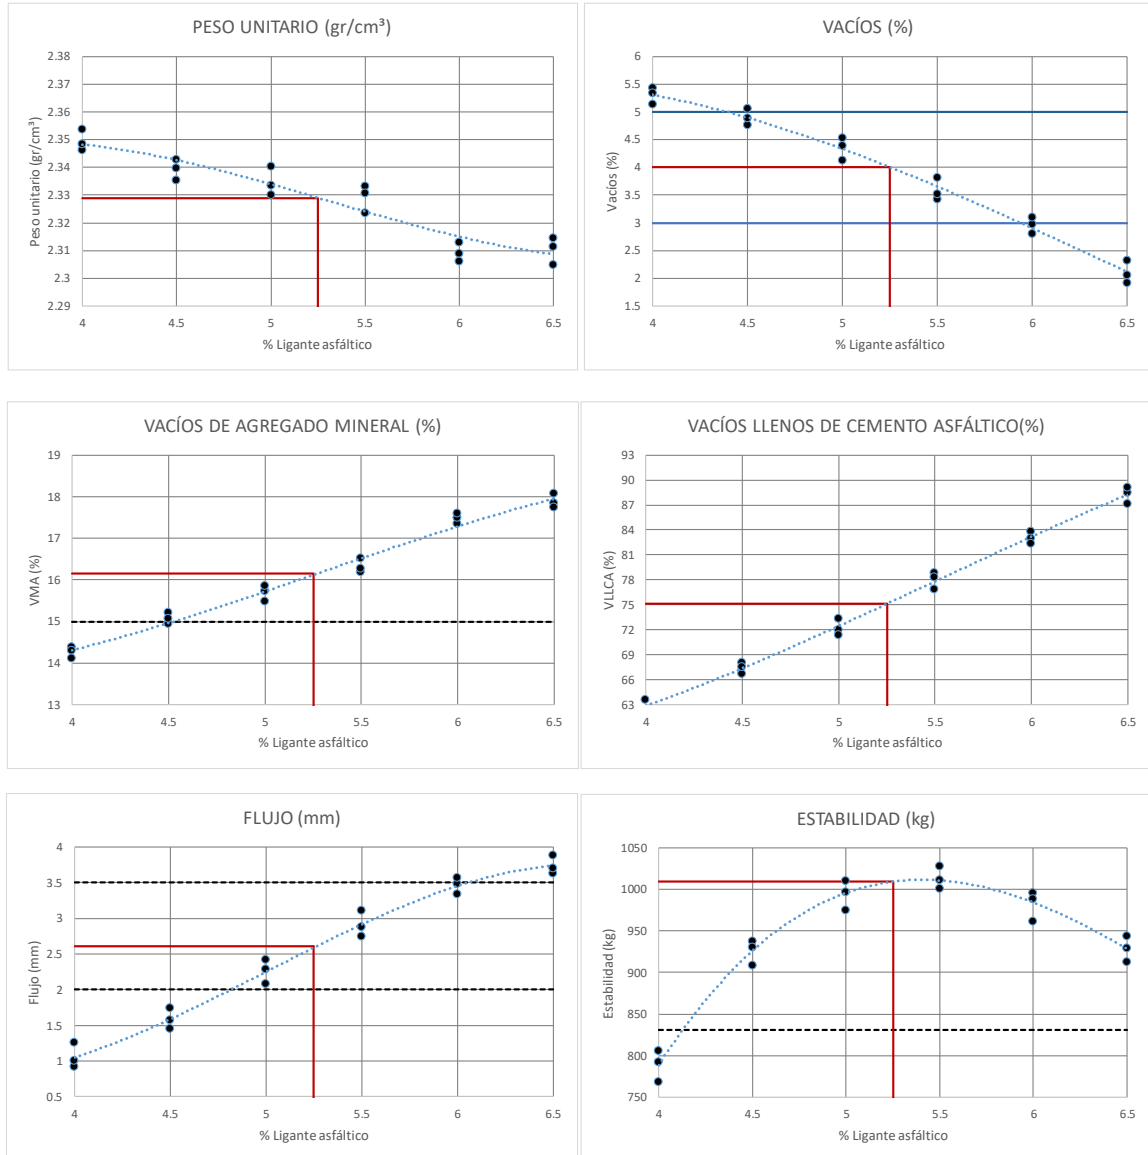 PESO UNITARIO (gr/cm³)
Peso unitario (gr/cm³)
2.38
2.37
2.36
2.35
2.34
2.33
2.32
2.31
2.3
2.29
4 4.5 5 5.5 6 6.5
% Ligante asfáltico
VACÍOS (%)
Vacíos (%)
6
5.5
5
4.5
4
3.5
3
2.5
2
1.5
4 4.5 5 5.5 6 6.5
% Ligante asfáltico
VACÍOS DE AGREGADO MINERAL (%)
VMA (%)
19
18
17
16
15
14
13
4 4.5 5 5.5 6 6.5
% Ligante asfáltico
VACÍOS LLENOS DE CEMENTO ASFÁLTICO(%)
VLLCA (%)
93
90
87
84
81
78
75
72
69
66
63
4 4.5 5 5.5 6 6.5
% Ligante asfáltico
FLUJO (mm)
Flujo (mm)
4
3.5
3
2.5
2
1.5
1
0.5
4 4.5 5 5.5 6 6.5
% Ligante asfáltico
ESTABILIDAD (kg)
Estabilidad (kg)
1050
1000
950
900
850
800
750
4 4.5 5 5.5 6 6.5
% Ligante asfáltico